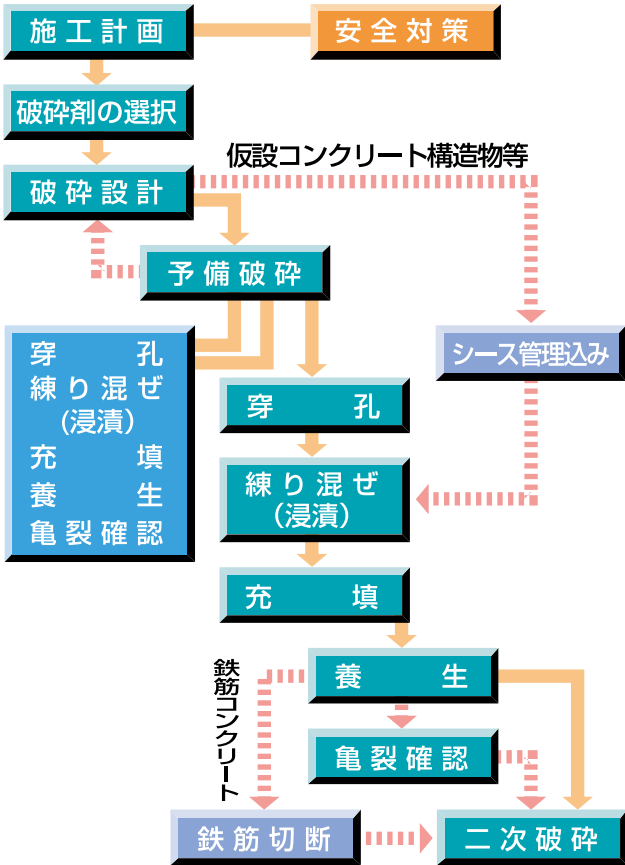 施工計画
安全対策
破砕剤の選択
仮設コンクリート構造物等
破砕設計
予備破砕
穿孔
練り混ぜ
(浸漬)
充填
養生
亀裂確認
シース管理込み
穿孔
練り混ぜ
(浸漬)
充填
鉄筋コンクリート
養生
亀裂確認
鉄筋切断
二次破砕